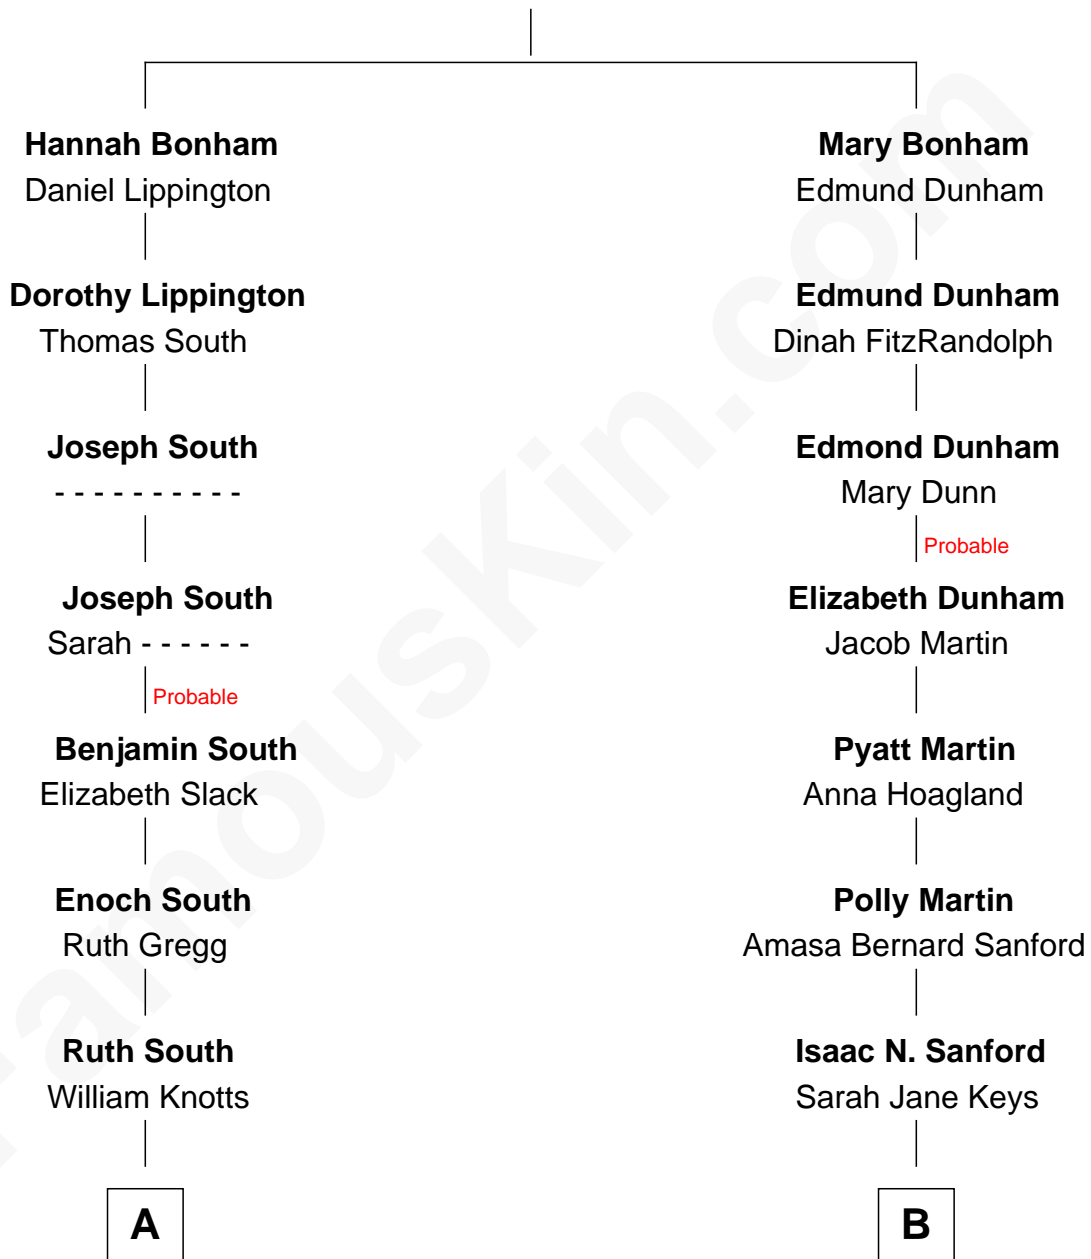 Hannah Bonham
Daniel Lippington
Dorothy Lippington
Thomas South
Joseph South
- - - - - - - - - -
Joseph South
Sarah - - - - - -
Probable
Benjamin South
Elizabeth Slack
Enoch South
Ruth Gregg
Ruth South
William Knotts
A
Mary Bonham
Edmund Dunham
Edmund Dunham
Dinah FitzRandolph
Edmond Dunham
Mary Dunn
Probable
Elizabeth Dunham
Jacob Martin
Pyatt Martin
Anna Hoagland
Polly Martin
Amasa Bernard Sanford
Isaac N. Sanford
Sarah Jane Keys
B
FamousKin.com